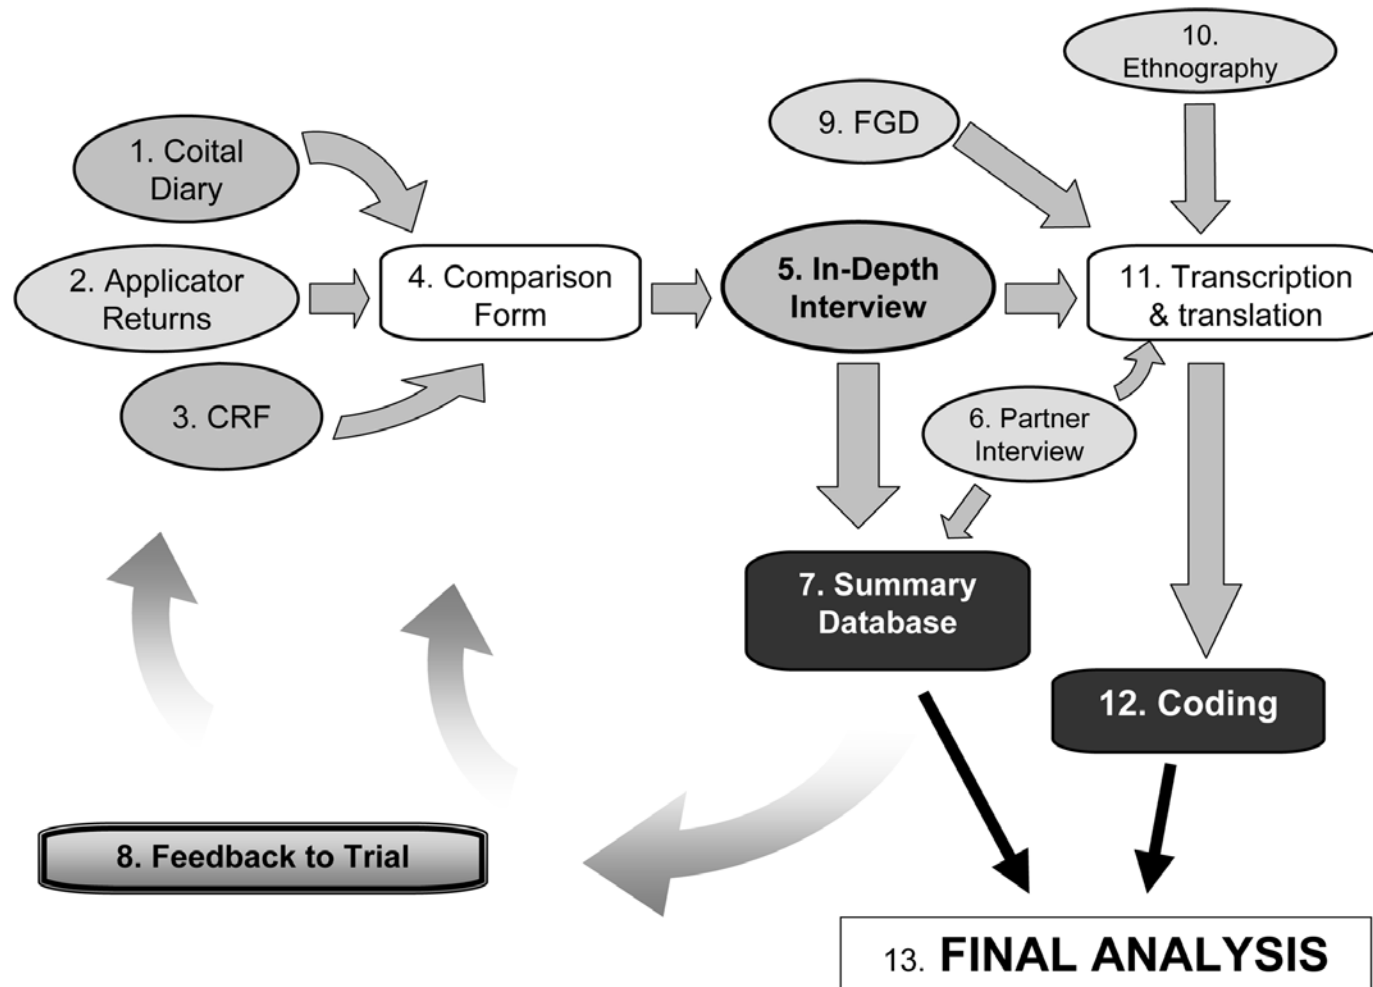 1. Coital
Diary
2. Applicator
Returns
3. CRF
4. Comparison
Form
5. In-Depth
Interview
6. Partner
Interview
7. Summary
Database
8. Feedback to Trial
9. FGD
10.
Ethnography
11. Transcription
& translation
12. Coding
13. FINAL ANALYSIS